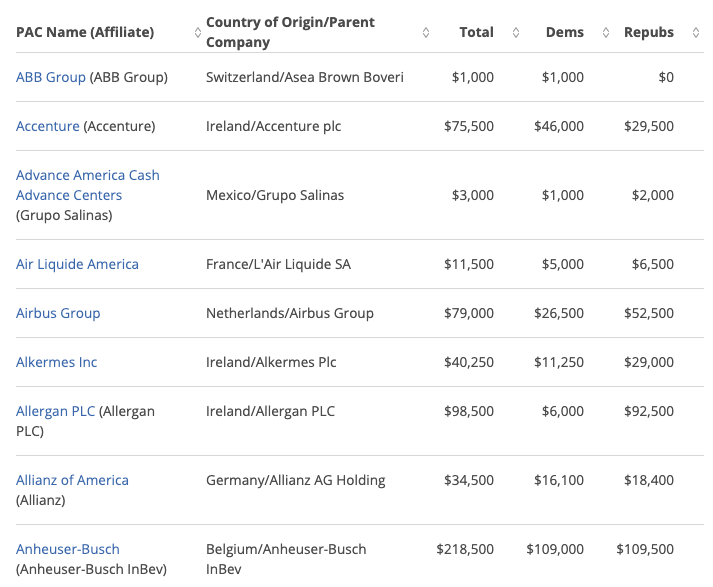 PAC Name (Affiliate) Country of Origin/Parent Company Total Dems Repubs
ABB Group (ABB Group) Switzerland/Asea Brown Boveri $1,000 $1,000 $0
Accenture (Accenture) Ireland/Accenture plc $75,500 $46,000 $29,500
Advance America Cash
Advance Centers
(Grupo Salinas) Mexico/Grupo Salinas $3,000 $1,000 $2,000
Air Liquide America France/L'Air Liquide SA $11,500 $5,000 $6,500
Airbus Group Netherlands/Airbus Group $79,000 $26,500 $52,500
Alkermes Inc Ireland/Alkermes Plc $40,250 $11,250 $29,000
Allergan PLC (Allergan
PLC) Ireland/Allergan PLC $98,500 $6,000 $92,500
Allianz of America
(Allianz) Germany/Allianz AG Holding $34,500 $16,100 $18,400
Anheuser-Busch
(Anheuser-Busch InBev) Belgium/Anheuser-Busch
InBev $218,500 $109,000 $109,500